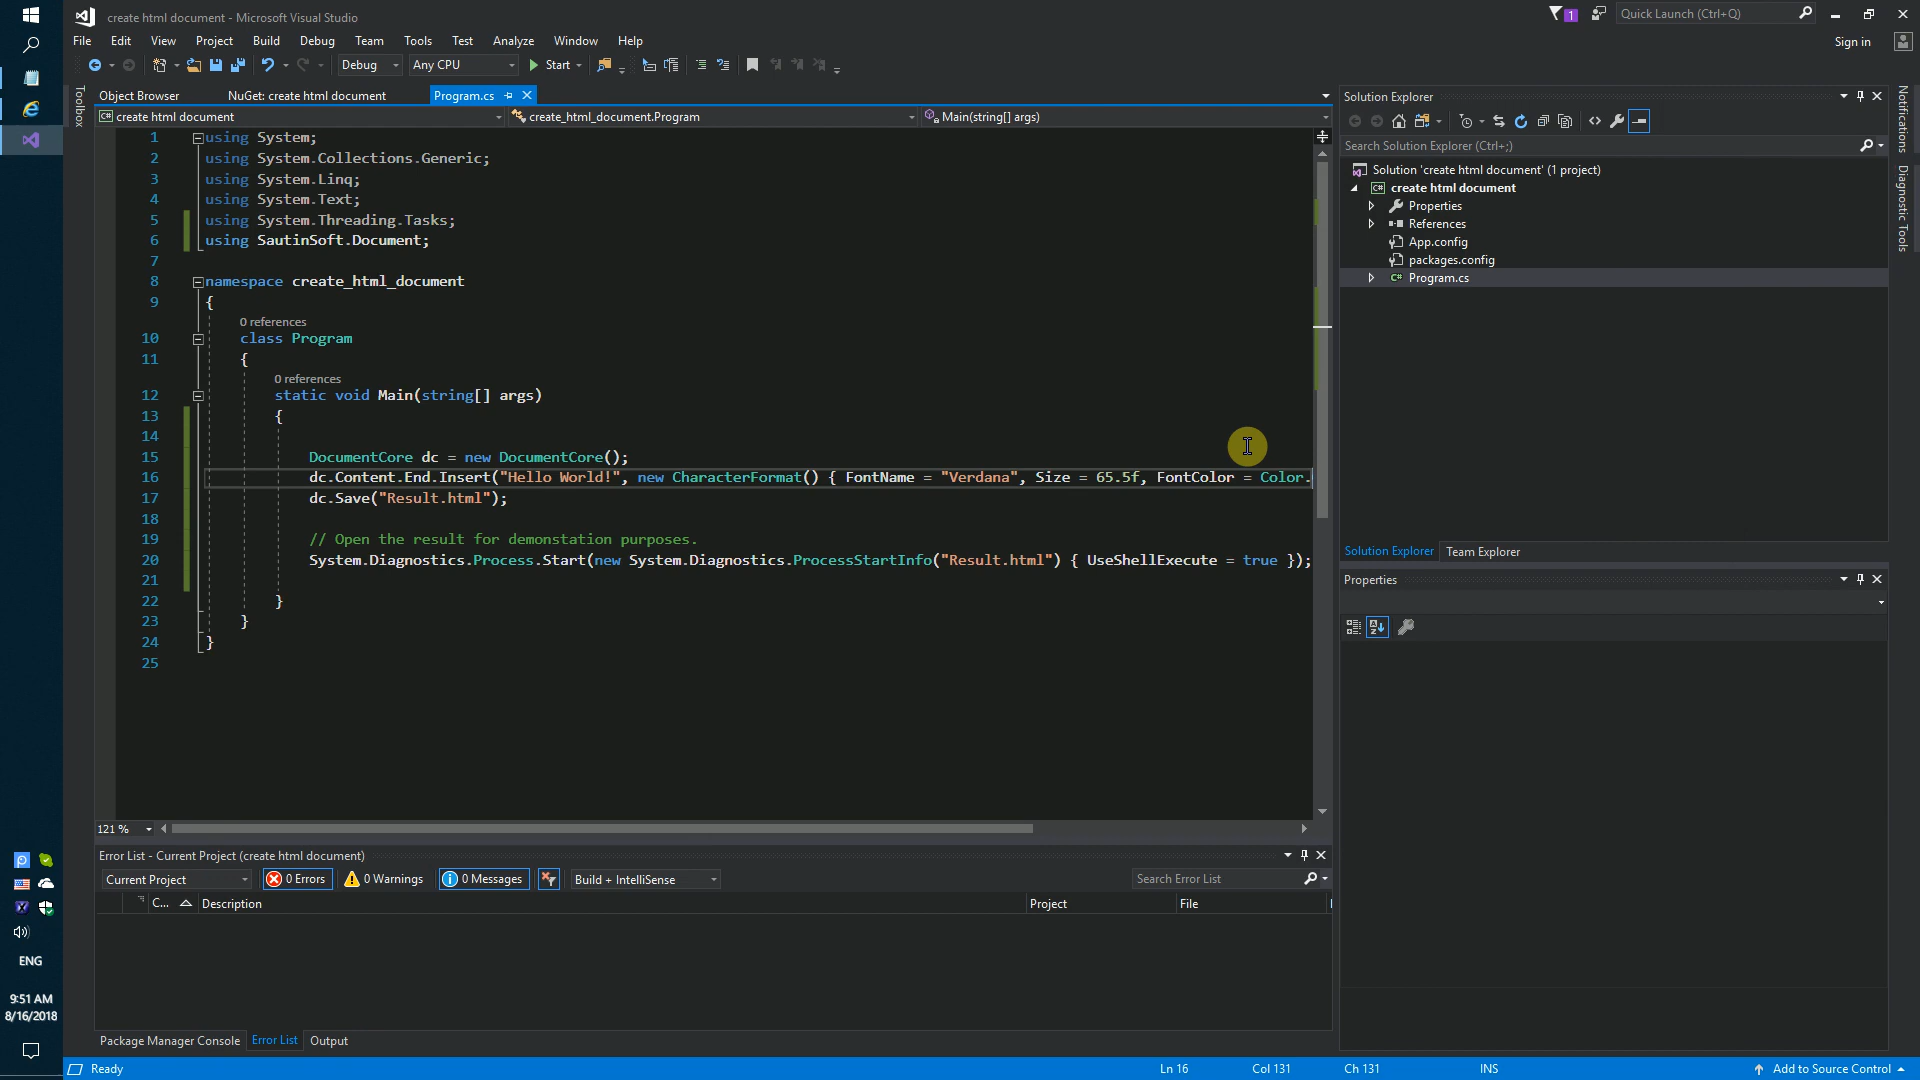 create html document - Microsoft Visual Studio
1
Quick Launch (Ctrl+Q)
File Edit View Project Build Debug Team Tools Test Analyze Window Help
Sign in
Debug Any CPU Start
Toolbox
Object Browser NuGet: create html document Program.cs
create html document create_html_document.Program Main(string[] args)
1 using System;
2 using System.Collections.Generic;
3 using System.Linq;
4 using System.Text;
5 using System.Threading.Tasks;
6 using SautinSoft.Document;
7
8 namespace create_html_document
9 {
0 references
10 class Program
11 {
0 references
12 static void Main(string[] args)
13 {
14
15 DocumentCore dc = new DocumentCore();
16 dc.Content.End.Insert("Hello World!", new CharacterFormat() { FontName = "Verdana", Size = 65.5f, FontColor = Color.
17 dc.Save("Result.html");
18
19 // Open the result for demonstation purposes.
20 System.Diagnostics.Process.Start(new System.Diagnostics.ProcessStartInfo("Result.html") { UseShellExecute = true });
21
22 }
23 }
24 }
25
121 %
Error List - Current Project (create html document)
Current Project 0 Errors 0 Warnings 0 Messages Build + IntelliSense Search Error List
C... Description Project File
Package Manager Console Error List Output
Solution Explorer
Search Solution Explorer (Ctrl+;)
Solution 'create html document' (1 project)
C# create html document
Properties
References
App.config
packages.config
C# Program.cs
Solution Explorer Team Explorer
Properties
Notifications
Diagnostic Tools
ENG
9:51 AM
8/16/2018
Ready Ln 16 Col 131 Ch 131 INS Add to Source Control